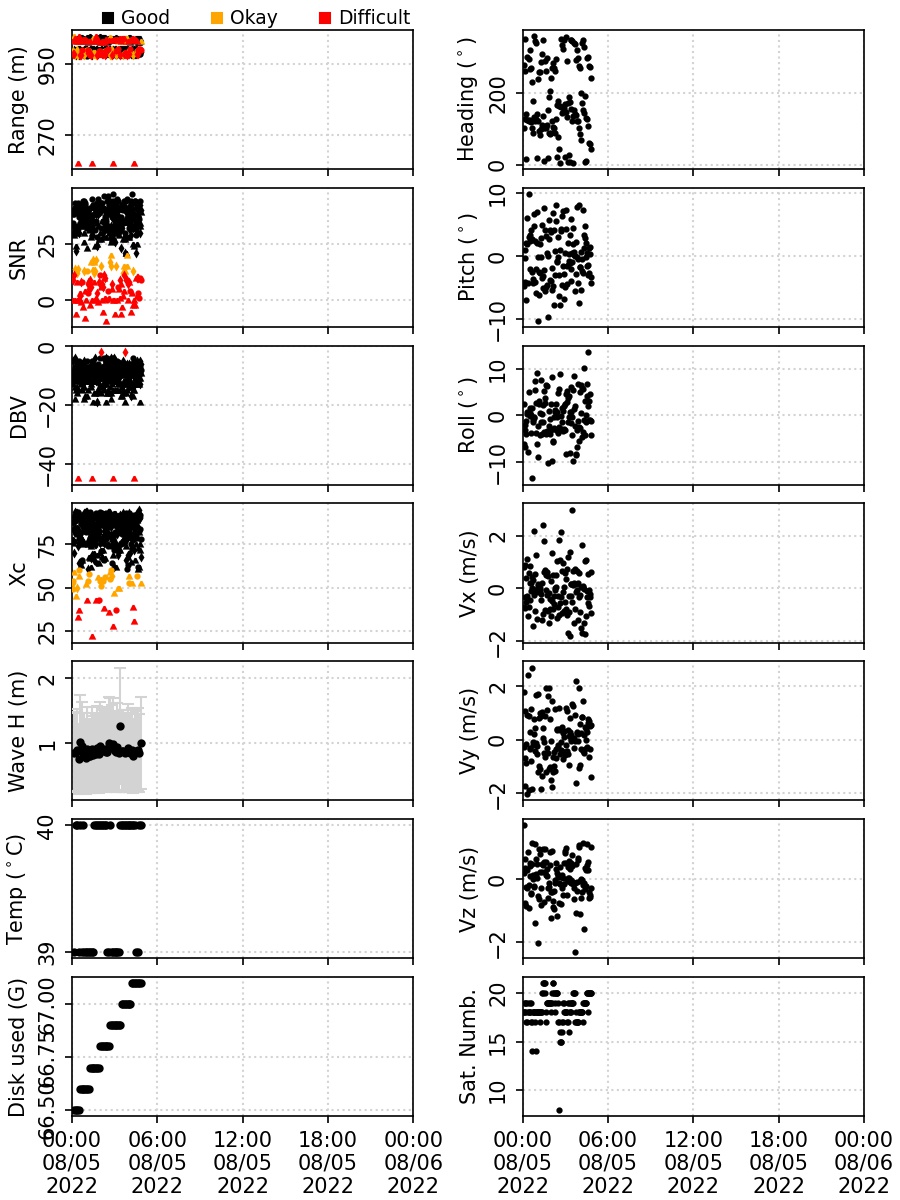 Good Okay Difficult
Range (m)
950
270
Heading (°)
200
0
SNR
25
0
Pitch (°)
10
0
−10
DBV
0
−20
−40
Roll (°)
10
0
−10
Xc
75
50
25
Vx (m/s)
2
0
−2
Wave H (m)
2
1
Vy (m/s)
2
0
−2
Temp (°C)
40
39
Vz (m/s)
0
−2
Disk used (G)
67.00
66.75
66.50
Sat. Numb.
20
15
10
00:00 06:00 12:00 18:00 00:00
08/05 08/05 08/05 08/05 08/06
2022 2022 2022 2022 2022
00:00 06:00 12:00 18:00 00:00
08/05 08/05 08/05 08/05 08/06
2022 2022 2022 2022 2022